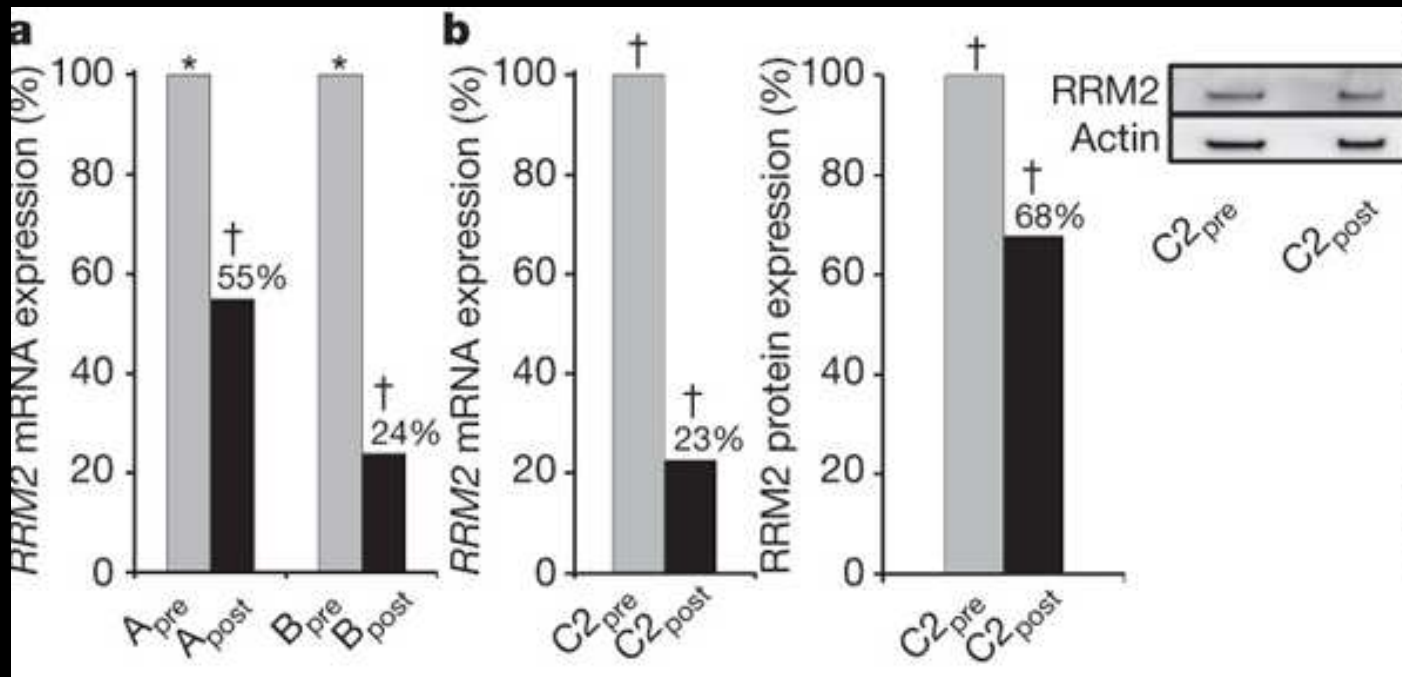 a
RRM2 mRNA expression (%)
100
80
60
40
20
0
*
†
55%
*
†
24%
Apre
Apost
Bpre
Bpost
b
RRM2 mRNA expression (%)
100
80
60
40
20
0
†
†
23%
C2pre
C2post
RRM2 protein expression (%)
100
80
60
40
20
0
†
†
68%
C2pre
C2post
RRM2
Actin
C2pre
C2post